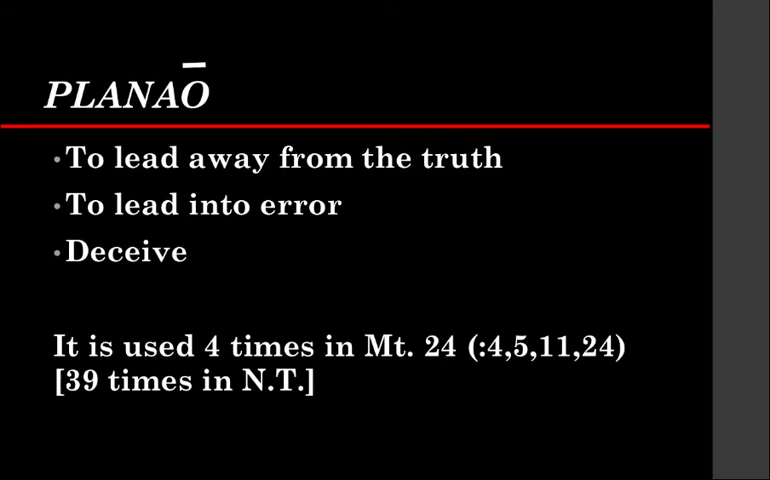 PLANAŌ
•To lead away from the truth
•To lead into error
•Deceive
It is used 4 times in Mt. 24 (:4,5,11,24)
[39 times in N.T.]